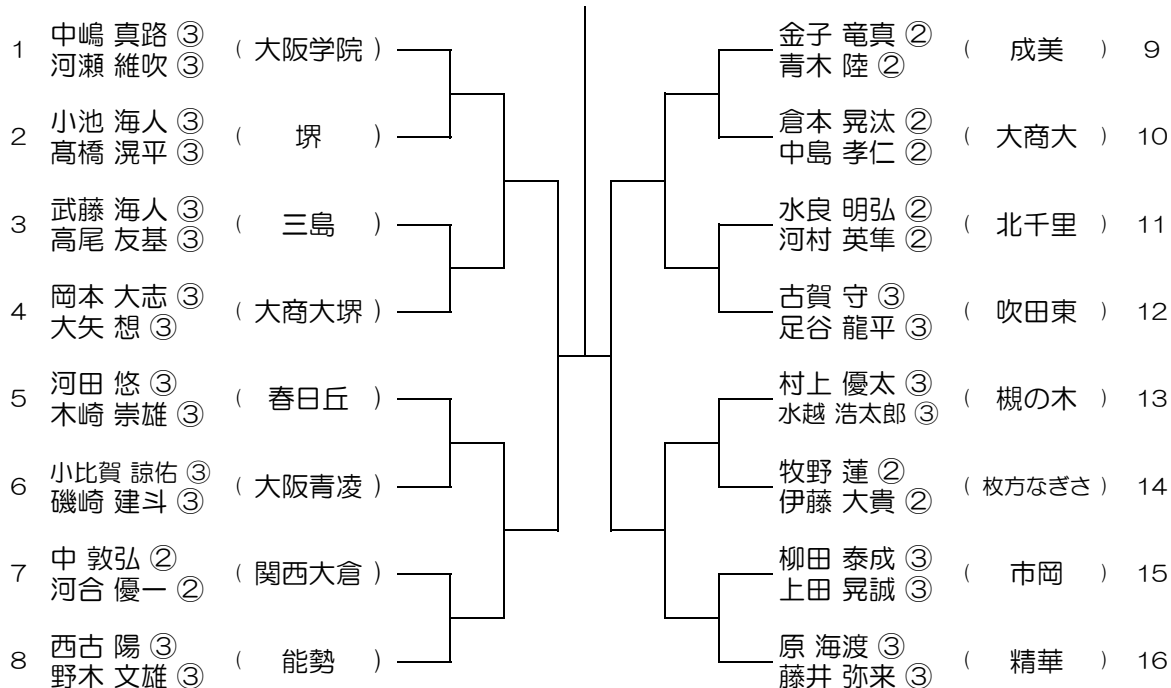 1 中嶋 真路 ③ ( 大阪学院 )
河瀬 維吹 ③
2 小池 海人 ③ ( 堺 )
髙橋 滉平 ③
3 武藤 海人 ③ ( 三島 )
高尾 友基 ③
4 岡本 大志 ③ ( 大商大堺 )
大矢 想 ③
5 河田 悠 ③ ( 春日丘 )
木崎 崇雄 ③
6 小比賀 諒佑 ③ ( 大阪青凌 )
磯崎 建斗 ③
7 中 敦弘 ② ( 関西大倉 )
河合 優一 ②
8 西古 陽 ③ ( 能勢 )
野木 文雄 ③
金子 竜真 ② ( 成美 ) 9
青木 陸 ②
倉本 晃汰 ② ( 大商大 ) 10
中島 孝仁 ②
水良 明弘 ② ( 北千里 ) 11
河村 英隼 ②
古賀 守 ③ ( 吹田東 ) 12
足谷 龍平 ③
村上 優太 ③ ( 槻の木 ) 13
水越 浩太郎 ③
牧野 蓮 ② ( 枚方なぎさ ) 14
伊藤 大貴 ②
柳田 泰成 ③ ( 市岡 ) 15
上田 晃誠 ③
原 海渡 ③ ( 精華 ) 16
藤井 弥来 ③